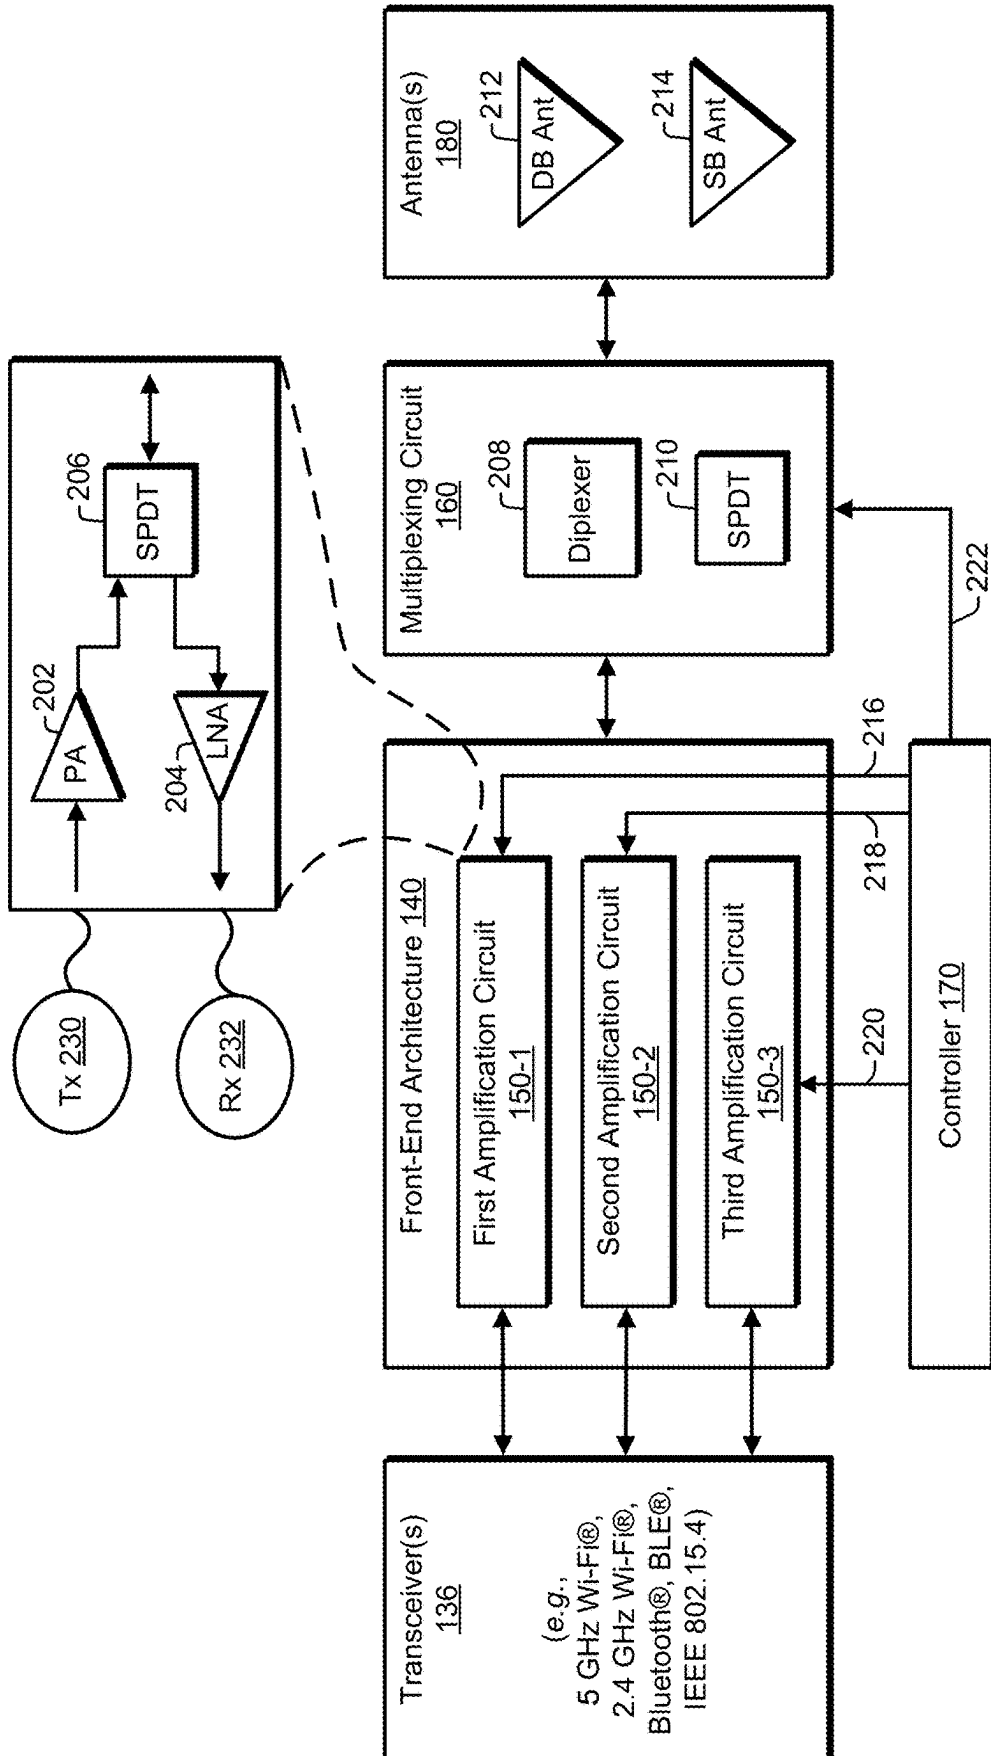 Tx 230
Rx 232
PA
202
204
LNA
206
SPDT
Transceiver(s)
136
(e.g.,
5 GHz Wi-Fi®,
2.4 GHz Wi-Fi®,
Bluetooth®, BLE®,
IEEE 802.15.4)
Front-End Architecture 140
First Amplification Circuit
150-1
Second Amplification Circuit
150-2
Third Amplification Circuit
150-3
Multiplexing Circuit
160
208
Diplexer
210
SPDT
Antenna(s)
180
212
DB Ant
214
SB Ant
220
218
216
222
Controller 170